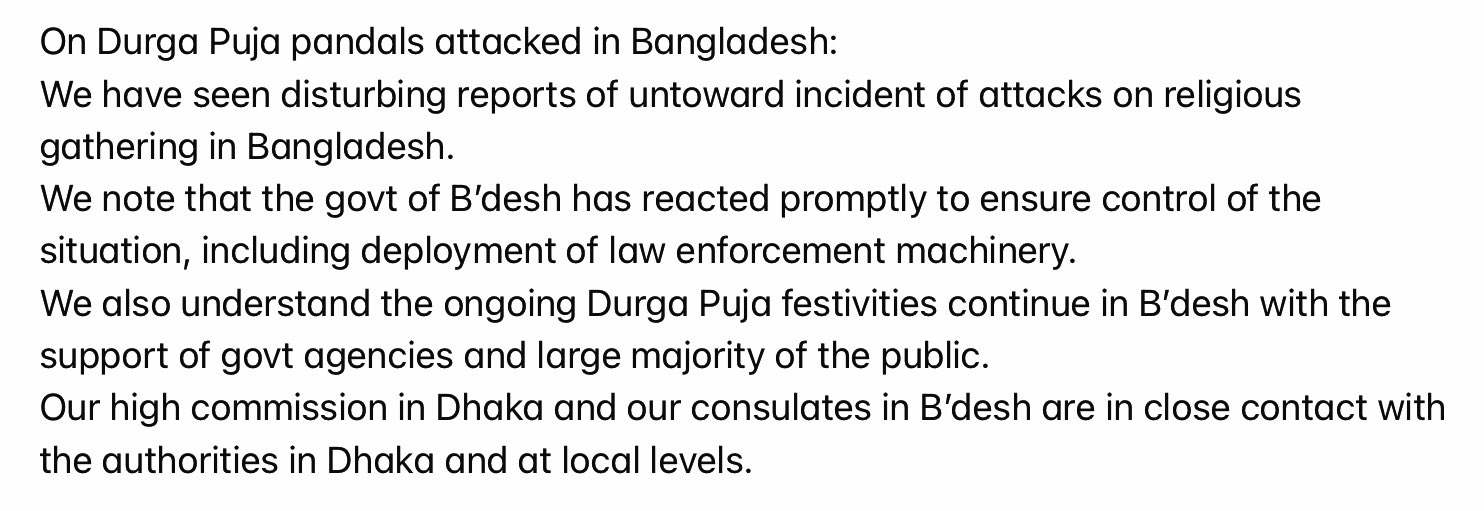 On Durga Puja pandals attacked in Bangladesh:
We have seen disturbing reports of untoward incident of attacks on religious
gathering in Bangladesh.
We note that the govt of B’desh has reacted promptly to ensure control of the
situation, including deployment of law enforcement machinery.
We also understand the ongoing Durga Puja festivities continue in B’desh with the
support of govt agencies and large majority of the public.
Our high commission in Dhaka and our consulates in B’desh are in close contact with
the authorities in Dhaka and at local levels.